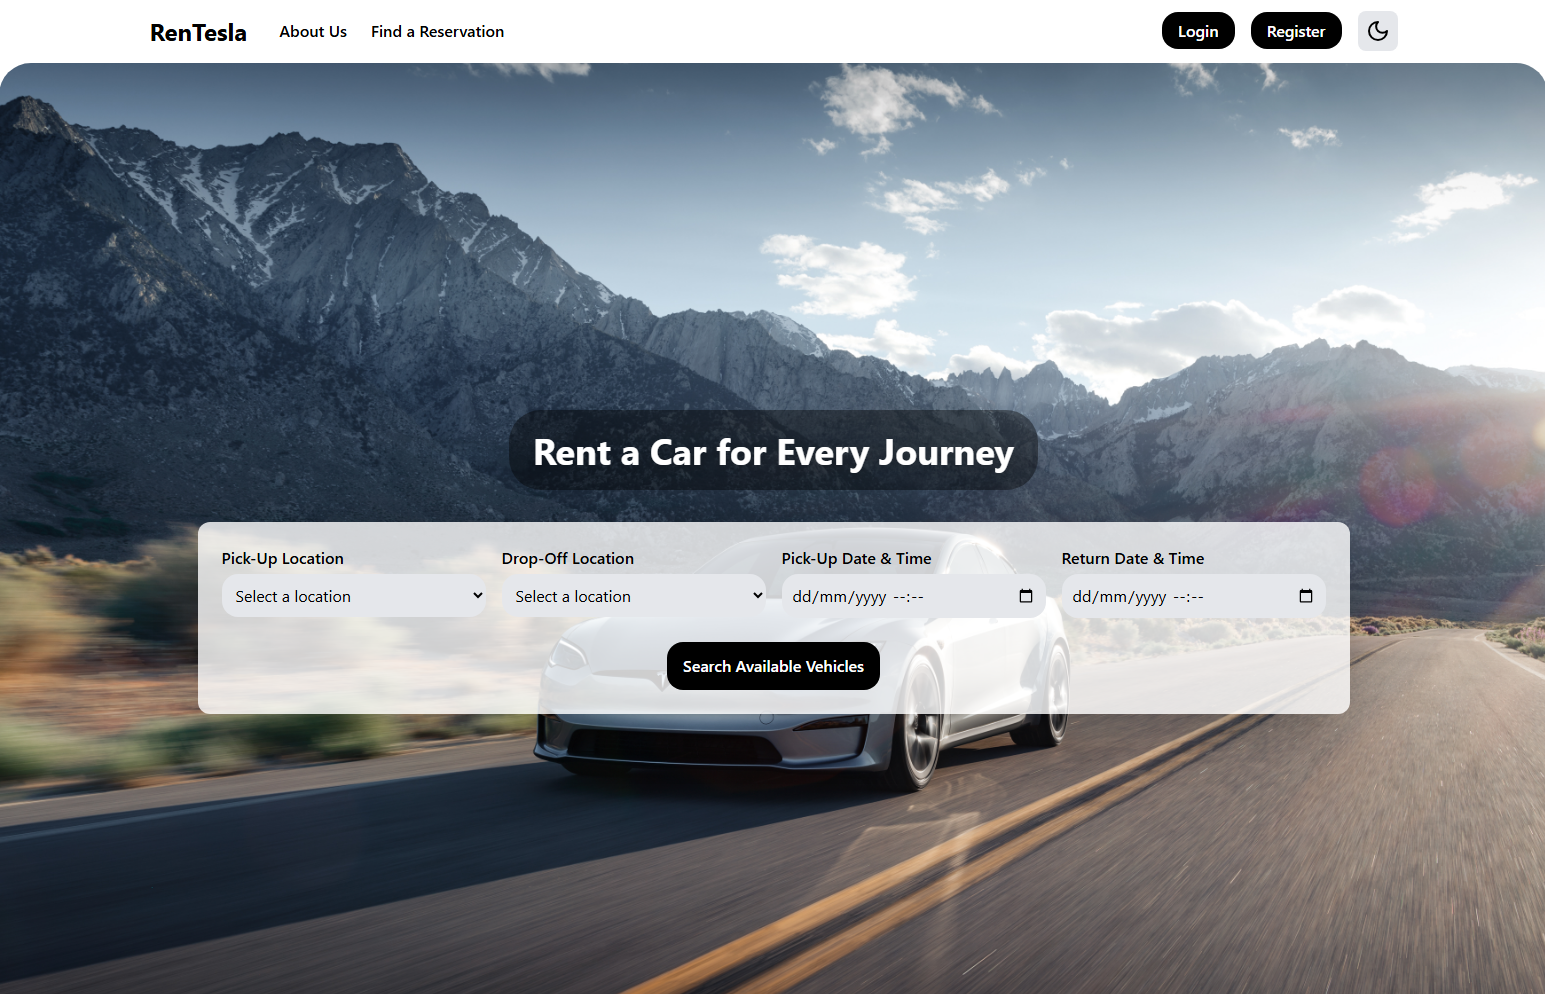 RenTesla About Us Find a Reservation Login Register
Rent a Car for Every Journey
Pick-Up Location Drop-Off Location Pick-Up Date & Time Return Date & Time
Select a location Select a location dd/mm/yyyy --:-- dd/mm/yyyy --:--
Search Available Vehicles